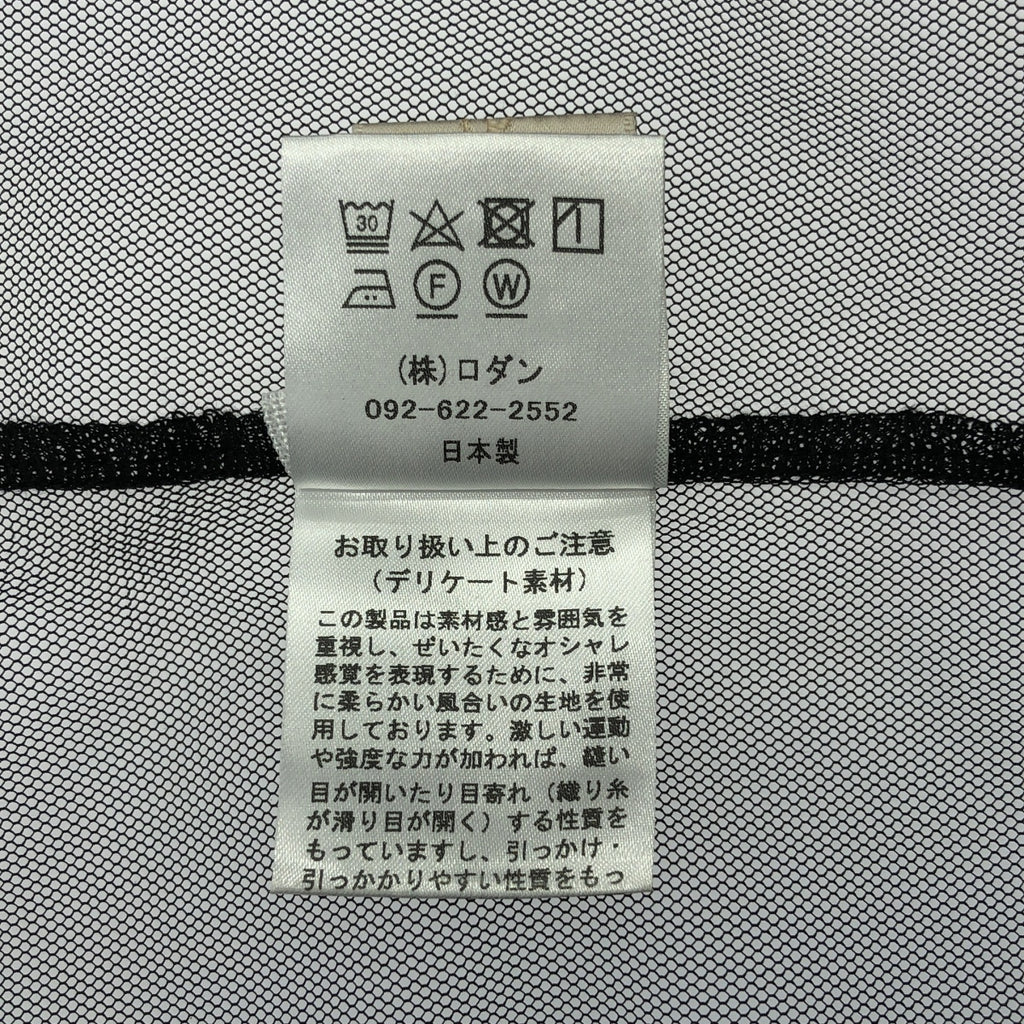 30
F W
(株)ロダン
092-622-2552
日本製
お取り扱い上のご注意
(デリケート素材)
この製品は素材感と雰囲気を
重視し、ぜいたくなオシャレ
感覚を表現するために、非常
に柔らかい風合いの生地を使
用しております。激しい運動
や強度な力が加われば、縫い
目が開いたり目寄れ(織り糸
が滑り目が開く)する性質を
もっていますし、引っかけ・
引っかかりやすい性質をもっ